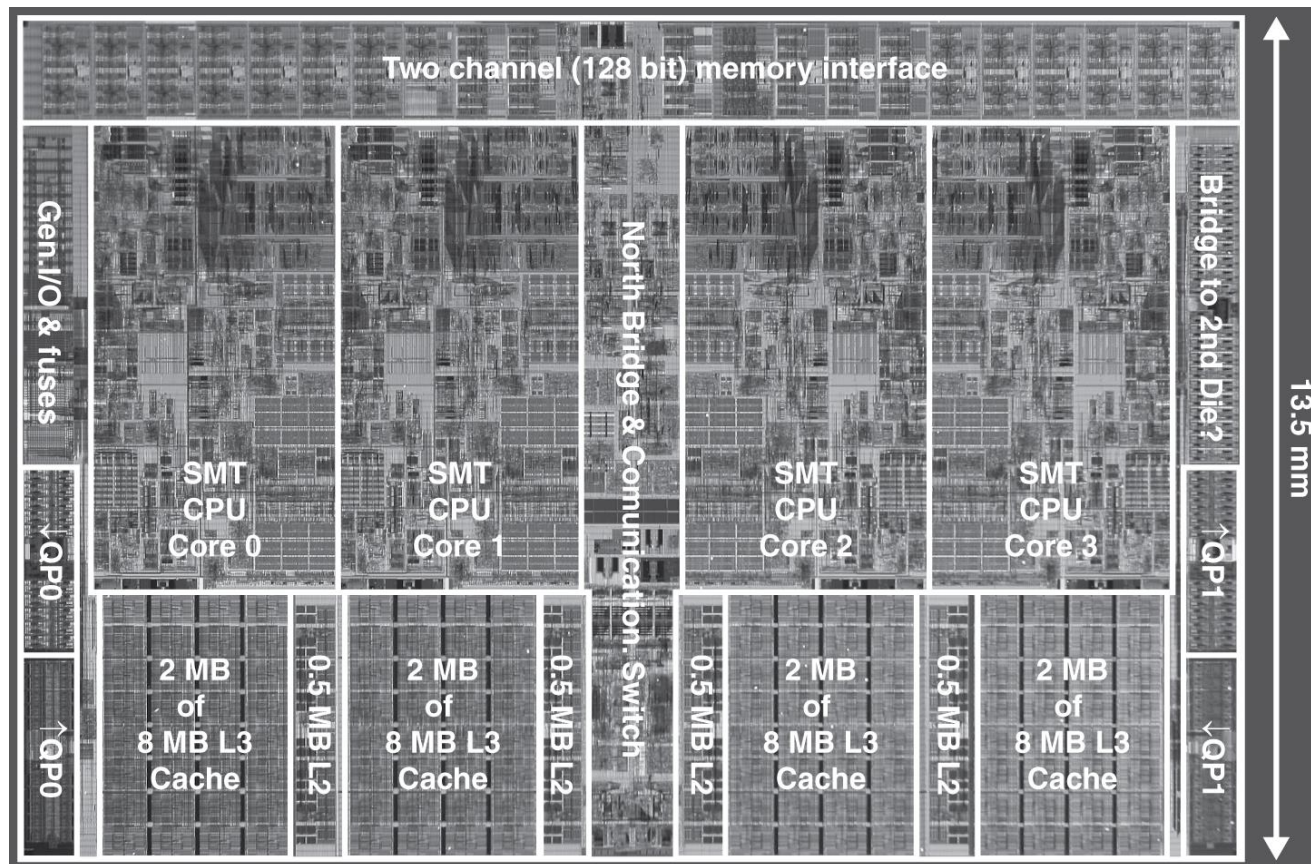 Two channel (128 bit) memory interface
Gen.I/O & fuses
SMT
CPU
Core 0
SMT
CPU
Core 1
North Bridge & Communication. Switch
SMT
CPU
Core 2
SMT
CPU
Core 3
Bridge to 2nd Die?
13.5 mm
↓QP0
↑QP0
2 MB
of
8 MB L3
Cache
0.5 MB L2
2 MB
of
8 MB L3
Cache
0.5 MB L2
0.5 MB L2
2 MB
of
8 MB L3
Cache
0.5 MB L2
2 MB
of
8 MB L3
Cache
↑QP1
↓QP1